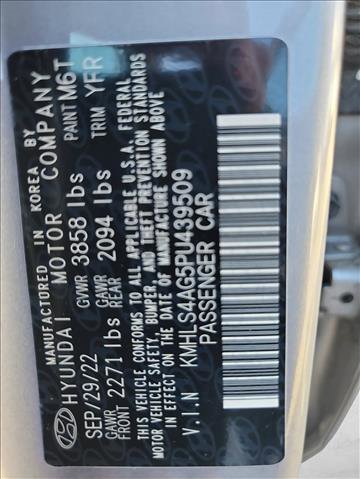 MANUFACTURED IN KOREA BY
HYUNDAI MOTOR COMPANY
SEP/29/22 GVWR 3858 lbs PAINT M6T
GAWR FRONT 2271 lbs GAWR REAR 2094 lbs TRIM YFR
THIS VEHICLE CONFORMS TO ALL APPLICABLE U.S.A. FEDERAL
MOTOR VEHICLE SAFETY, BUMPER, AND THEFT PREVENTION STANDARDS
IN EFFECT ON THE DATE OF MANUFACTURE SHOWN ABOVE
V.I.N KMHLS4AG5PU439509
PASSENGER CAR